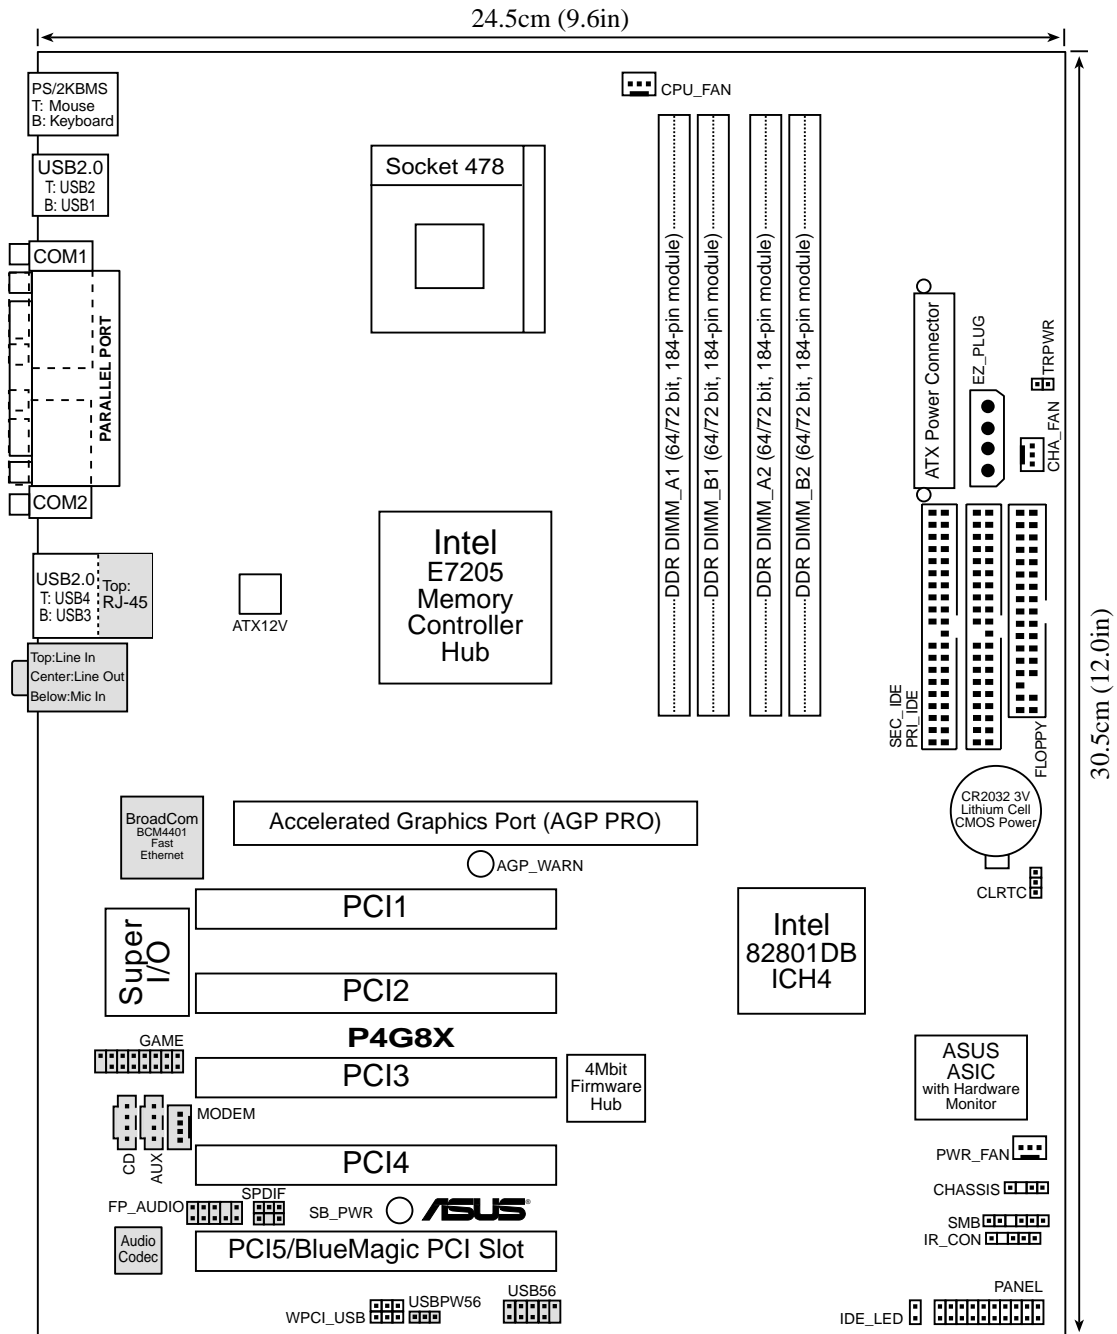 24.5cm (9.6in)
PS/2KBMS
T: Mouse
B: Keyboard
CPU_FAN
USB2.0
T: USB2
B: USB1
Socket 478
COM1
PARALLEL PORT
COM2
DDR DIMM_A1 (64/72 bit, 184-pin module)
DDR DIMM_B1 (64/72 bit, 184-pin module)
DDR DIMM_A2 (64/72 bit, 184-pin module)
DDR DIMM_B2 (64/72 bit, 184-pin module)
ATX Power Connector
EZ_PLUG
TRPWR
CHA_FAN
30.5cm (12.0in)
Intel
E7205
Memory
Controller
Hub
USB2.0
T: USB4
B: USB3
Top:
RJ-45
ATX12V
Top:Line In
Center:Line Out
Below:Mic In
SEC_IDE
PRI_IDE
FLOPPY
BroadCom
BCM4401
Fast
Ethernet
Accelerated Graphics Port (AGP PRO)
CR2032 3V
Lithium Cell
CMOS Power
AGP_WARN
CLRTC
PCI1
Super
I/O
Intel
82801DB
ICH4
PCI2
P4G8X
GAME
PCI3
4Mbit
Firmware
Hub
ASUS
ASIC
with Hardware
Monitor
MODEM
CD
AUX
PCI4
PWR_FAN
CHASSIS
FP_AUDIO
SPDIF
SB_PWR
ASUS®
SMB
IR_CON
Audio
Codec
PCI5/BlueMagic PCI Slot
WPCI_USB
USBPW56
USB56
PANEL
IDE_LED